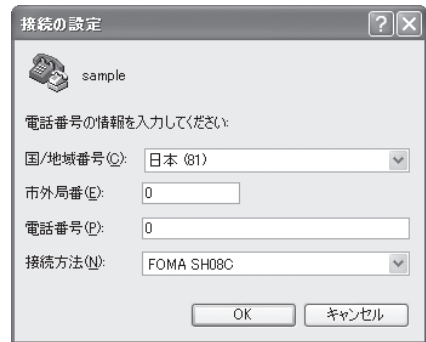 接続の設定
sample
電話番号の情報を入力してください:
国/地域番号(C): 日本 (81)
市外局番(E): 0
電話番号(P): 0
接続方法(N): FOMA SH08C
OK キャンセル